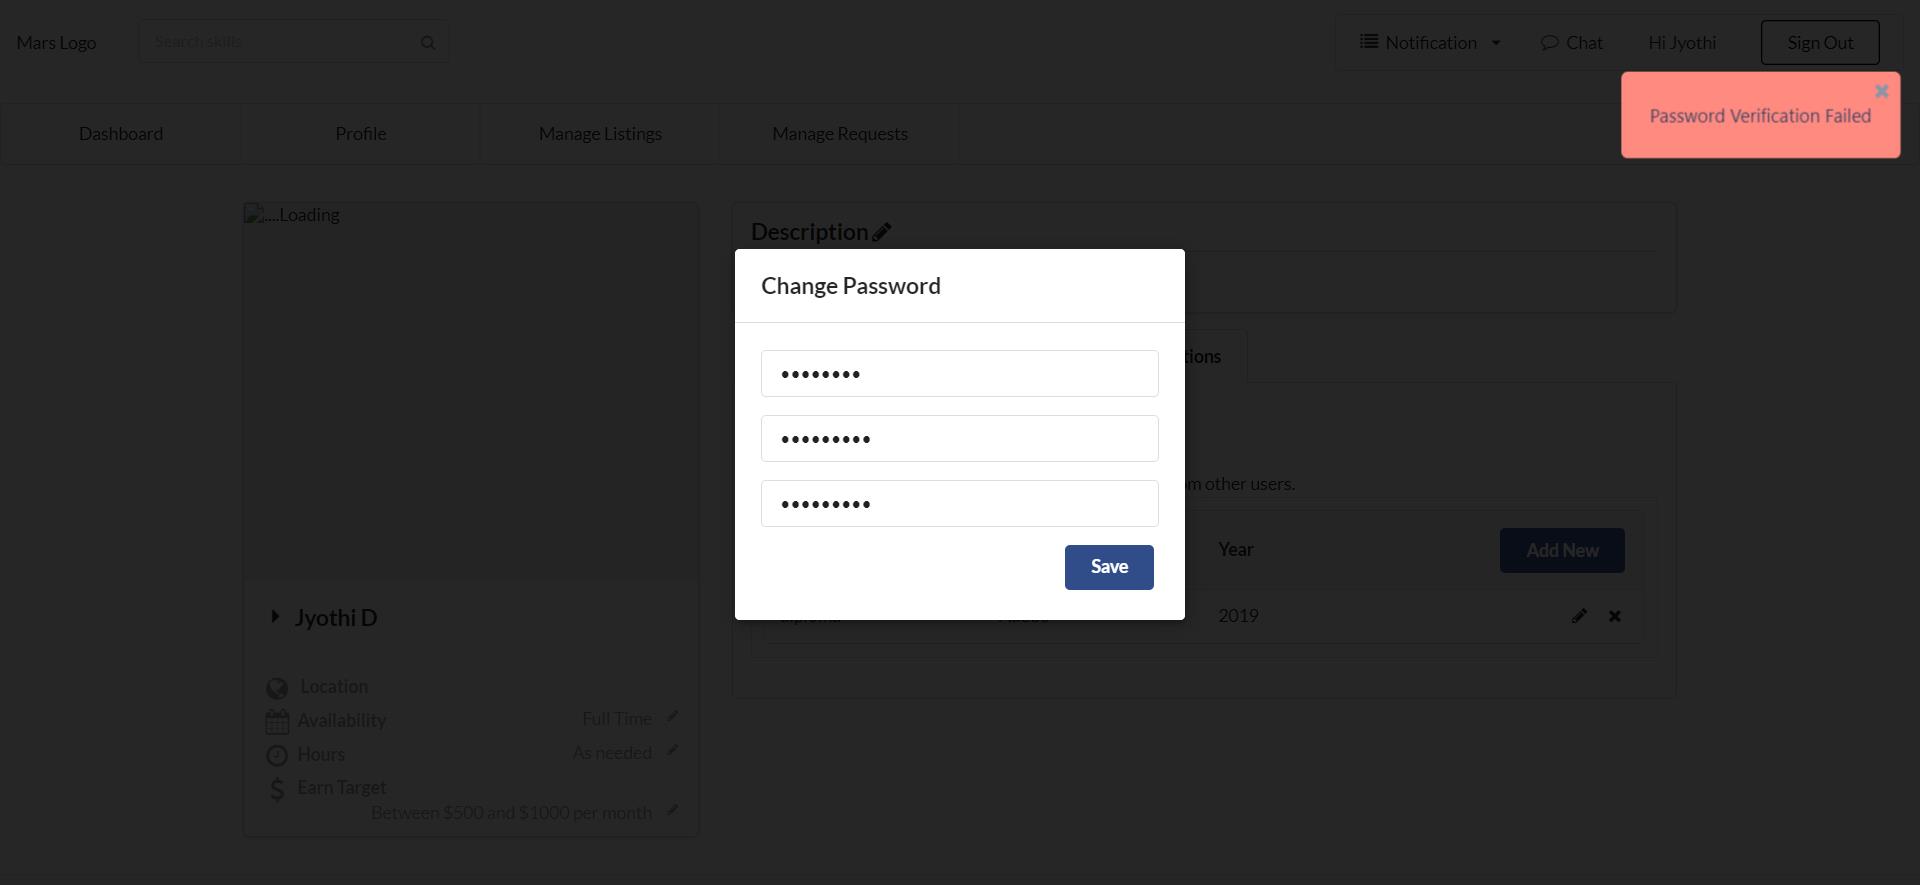 Mars Logo
Search skills
Notification
Chat
Hi Jyothi
Sign Out
Password Verification Failed
Dashboard
Profile
Manage Listings
Manage Requests
....Loading
Description
Change Password
••••••••
•••••••••
•••••••••
Save
tions
om other users.
Year
Add New
2019
Jyothi D
Location
Availability
Full Time
Hours
As needed
Earn Target
Between $500 and $1000 per month